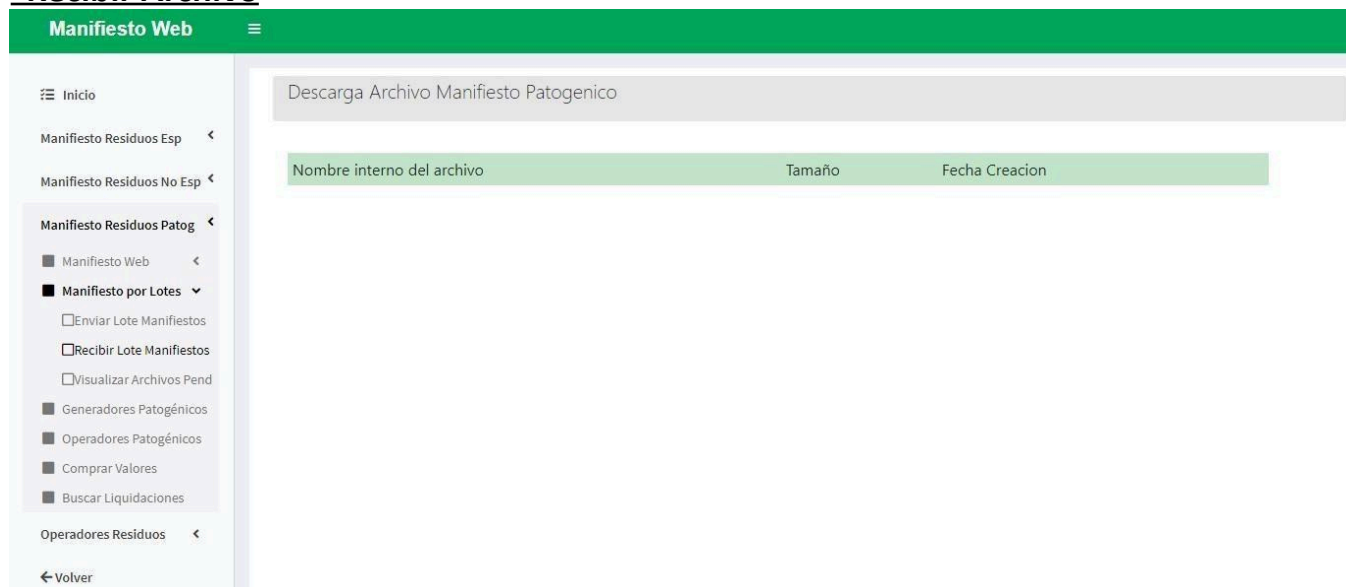 Recibir Archivo
Manifiesto Web
Inicio
Manifiesto Residuos Esp
Manifiesto Residuos No Esp
Manifiesto Residuos Patog
Manifiesto Web
Manifiesto por Lotes
Enviar Lote Manifiestos
Recibir Lote Manifiestos
Visualizar Archivos Pend
Generadores Patogénicos
Operadores Patogénicos
Comprar Valores
Buscar Liquidaciones
Operadores Residuos
Volver
Descarga Archivo Manifiesto Patogenico
Nombre interno del archivo Tamaño Fecha Creacion